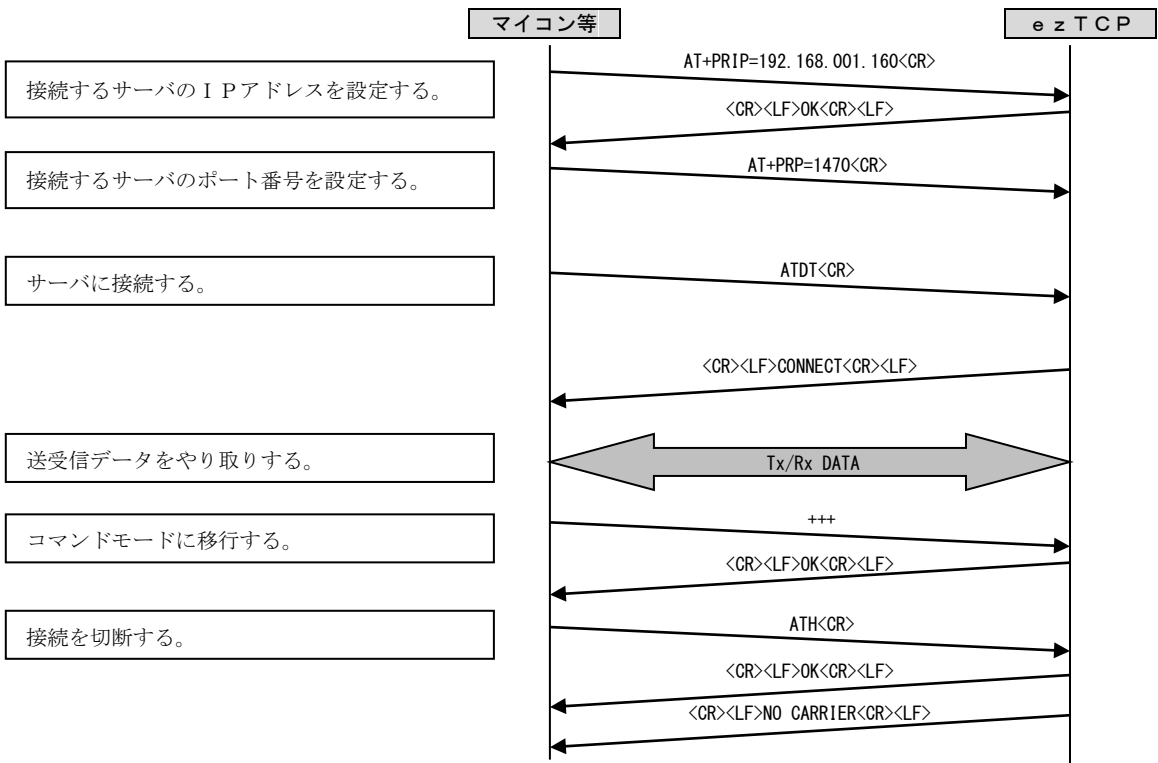 マイコン等
ｅｚＴＣＰ
接続するサーバのＩＰアドレスを設定する。
AT+PRIP=192.168.001.160<CR>
<CR><LF>OK<CR><LF>
接続するサーバのポート番号を設定する。
AT+PRP=1470<CR>
サーバに接続する。
ATDT<CR>
<CR><LF>CONNECT<CR><LF>
送受信データをやり取りする。
Tx/Rx DATA
コマンドモードに移行する。
+++
<CR><LF>OK<CR><LF>
接続を切断する。
ATH<CR>
<CR><LF>OK<CR><LF>
<CR><LF>NO CARRIER<CR><LF>